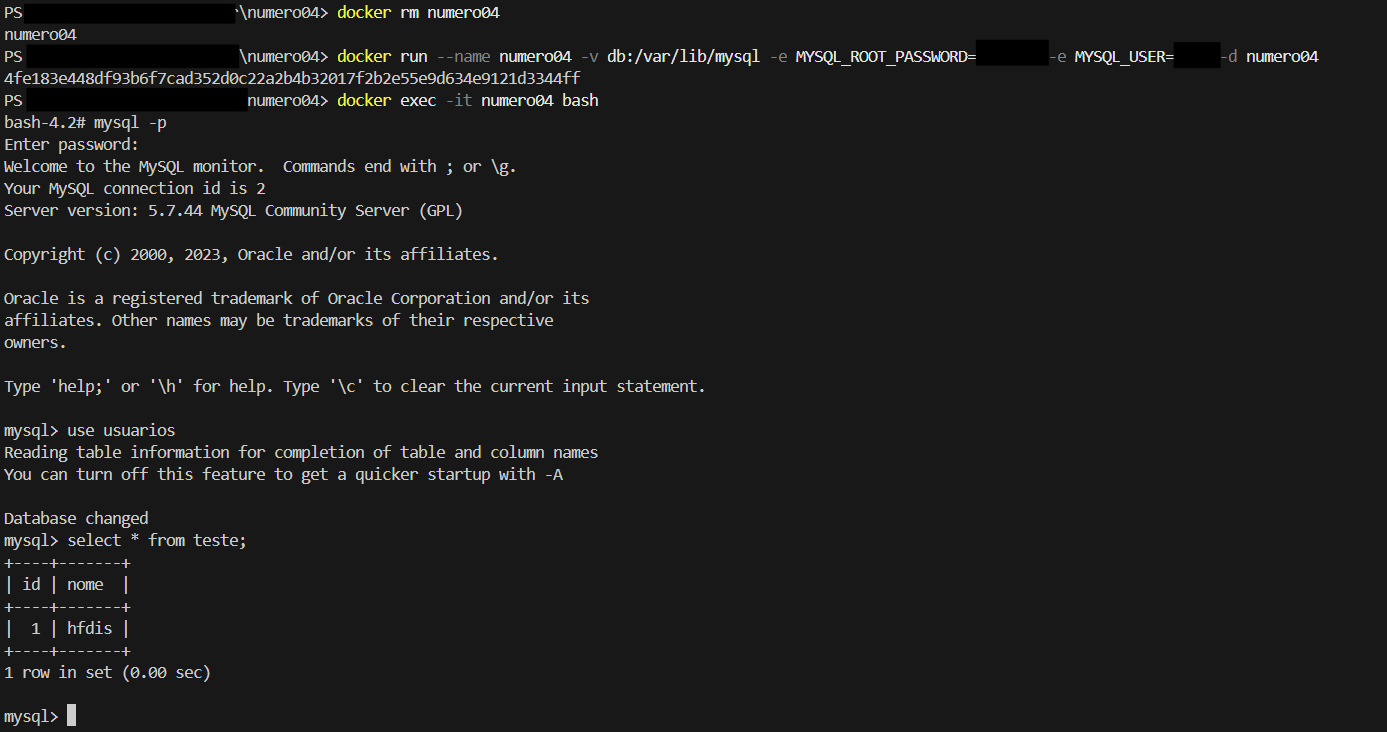 PS \numero04> docker rm numero04
numero04
PS \numero04> docker run --name numero04 -v db:/var/lib/mysql -e MYSQL_ROOT_PASSWORD= -e MYSQL_USER= -d numero04
4fe183e448df93b6f7cad352d0c22a2b4b32017f2b2e55e9d634e9121d3344ff
PS numero04> docker exec -it numero04 bash
bash-4.2# mysql -p
Enter password:
Welcome to the MySQL monitor.  Commands end with ; or \g.
Your MySQL connection id is 2
Server version: 5.7.44 MySQL Community Server (GPL)

Copyright (c) 2000, 2023, Oracle and/or its affiliates.

Oracle is a registered trademark of Oracle Corporation and/or its
affiliates. Other names may be trademarks of their respective
owners.

Type 'help;' or '\h' for help. Type '\c' to clear the current input statement.

mysql> use usuarios
Reading table information for completion of table and column names
You can turn off this feature to get a quicker startup with -A

Database changed
mysql> select * from teste;
+----+-------+
| id | nome  |
+----+-------+
|  1 | hfdis |
+----+-------+
1 row in set (0.00 sec)

mysql>